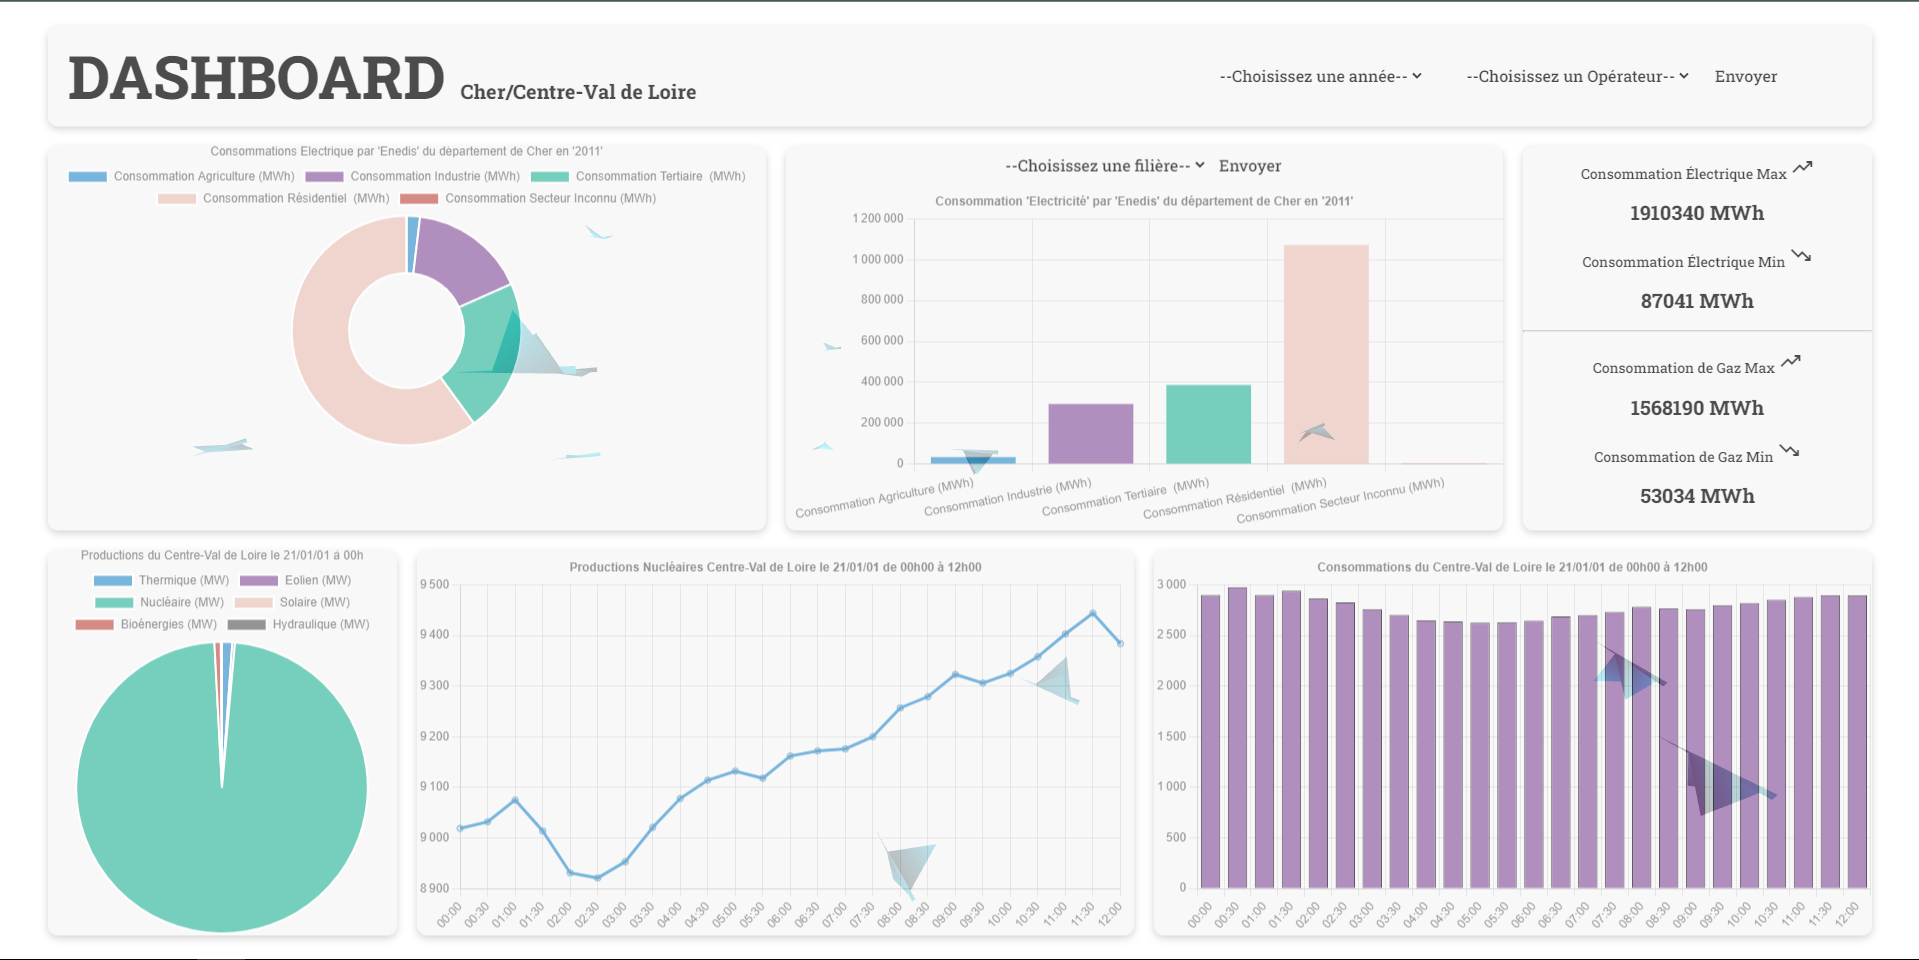 DASHBOARD Cher/Centre-Val de Loire
--Choisissez une année-- --Choisissez un Opérateur-- Envoyer
Consommations Electrique par 'Enedis' du département de Cher en '2011'
Consommation Agriculture (MWh) Consommation Industrie (MWh) Consommation Tertiaire (MWh)
Consommation Résidentiel (MWh) Consommation Secteur Inconnu (MWh)
--Choisissez une filière-- Envoyer
Consommation 'Electricité' par 'Enedis' du département de Cher en '2011'
1 200 000
1 000 000
800 000
600 000
400 000
200 000
0
Consommation Agriculture (MWh)
Consommation Industrie (MWh)
Consommation Tertiaire (MWh)
Consommation Résidentiel (MWh)
Consommation Secteur Inconnu (MWh)
Consommation Électrique Max
1910340 MWh
Consommation Électrique Min
87041 MWh
Consommation de Gaz Max
1568190 MWh
Consommation de Gaz Min
53034 MWh
Productions du Centre-Val de Loire le 21/01/01 à 00h
Thermique (MW) Eolien (MW)
Nucléaire (MW) Solaire (MW)
Bioénergies (MW) Hydraulique (MW)
Productions Nucléaires Centre-Val de Loire le 21/01/01 de 00h00 à 12h00
9 500
9 400
9 300
9 200
9 100
9 000
8 900
00:00 00:30 01:00 01:30 02:00 02:30 03:00 03:30 04:00 04:30 05:00 05:30 06:00 06:30 07:00 07:30 08:00 08:30 09:00 09:30 10:00 10:30 11:00 11:30 12:00
Consommations du Centre-Val de Loire le 21/01/01 de 00h00 à 12h00
3 000
2 500
2 000
1 500
1 000
500
0
00:00 00:30 01:00 01:30 02:00 02:30 03:00 03:30 04:00 04:30 05:00 05:30 06:00 06:30 07:00 07:30 08:00 08:30 09:00 09:30 10:00 10:30 11:00 11:30 12:00